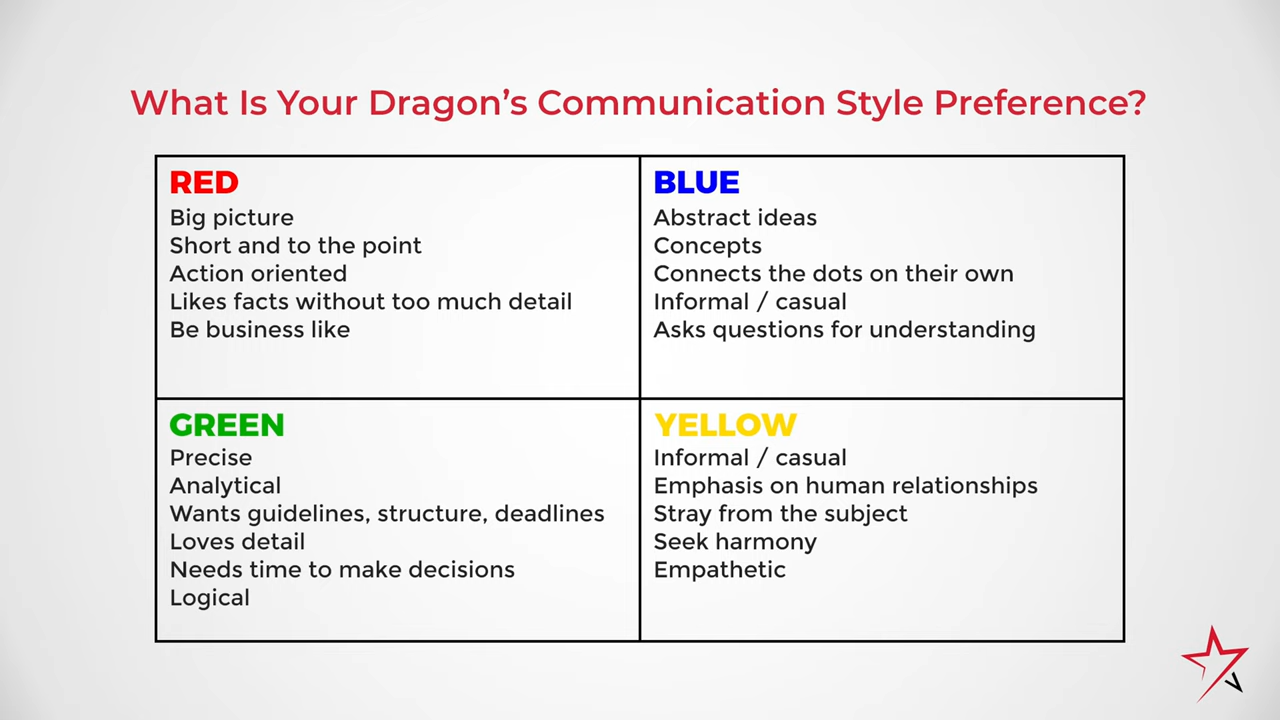 What Is Your Dragon's Communication Style Preference?
RED
Big picture
Short and to the point
Action oriented
Likes facts without too much detail
Be business like
BLUE
Abstract ideas
Concepts
Connects the dots on their own
Informal / casual
Asks questions for understanding
GREEN
Precise
Analytical
Wants guidelines, structure, deadlines
Loves detail
Needs time to make decisions
Logical
YELLOW
Informal / casual
Emphasis on human relationships
Stray from the subject
Seek harmony
Empathetic